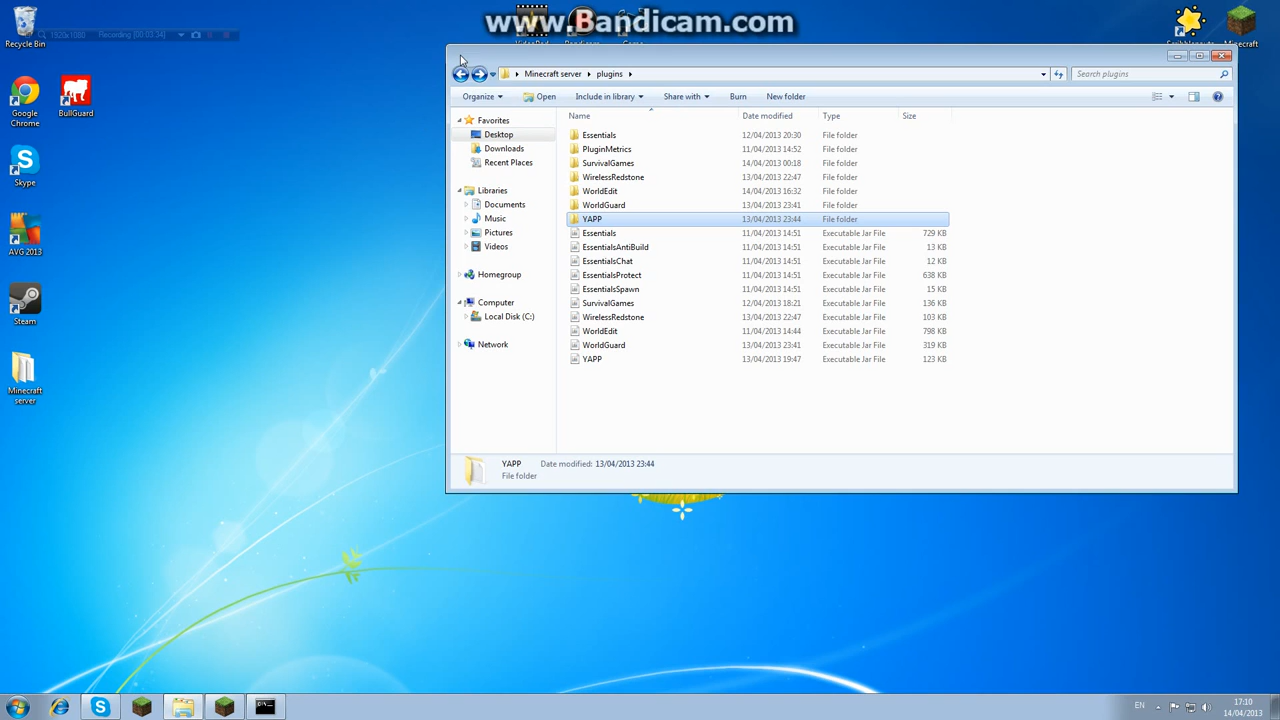 www.Bandicam.com
Recycle Bin
1920x1080 Recording [00:03:34]
Minecraft
Google Chrome
BullGuard
Skype
AVG 2013
Steam
Minecraft server
Minecraft server plugins
Search plugins
Organize Open Include in library Share with Burn New folder
Name Date modified Type Size
Favorites
Desktop
Downloads
Recent Places
Libraries
Documents
Music
Pictures
Videos
Homegroup
Computer
Local Disk (C:)
Network
Essentials 12/04/2013 20:30 File folder
PluginMetrics 11/04/2013 14:52 File folder
SurvivalGames 14/04/2013 00:18 File folder
WirelessRedstone 13/04/2013 22:47 File folder
WorldEdit 14/04/2013 16:32 File folder
WorldGuard 13/04/2013 23:41 File folder
YAPP 13/04/2013 23:44 File folder
Essentials 11/04/2013 14:51 Executable Jar File 729 KB
EssentialsAntiBuild 11/04/2013 14:51 Executable Jar File 13 KB
EssentialsChat 11/04/2013 14:51 Executable Jar File 12 KB
EssentialsProtect 11/04/2013 14:51 Executable Jar File 638 KB
EssentialsSpawn 11/04/2013 14:51 Executable Jar File 15 KB
SurvivalGames 12/04/2013 18:21 Executable Jar File 136 KB
WirelessRedstone 13/04/2013 22:47 Executable Jar File 103 KB
WorldEdit 11/04/2013 14:44 Executable Jar File 798 KB
WorldGuard 13/04/2013 23:41 Executable Jar File 319 KB
YAPP 13/04/2013 19:47 Executable Jar File 123 KB
YAPP Date modified: 13/04/2013 23:44
File folder
EN
17:10
14/04/2013